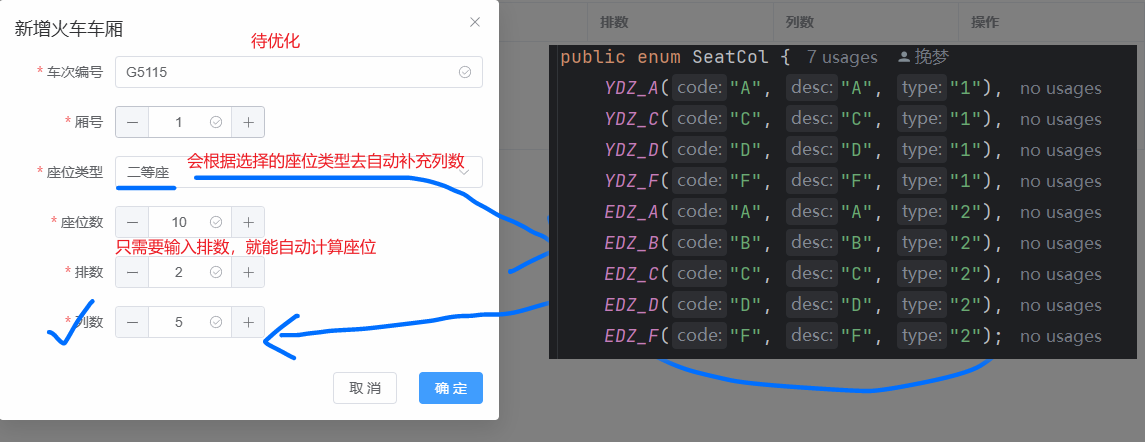 新增火车车厢
待优化
* 车次编号 G5115
* 厢号 1
* 座位类型 二等座 会根据选择的座位类型去自动补充列数
* 座位数 10
只需要输入排数，就能自动计算座位
* 排数 2
* 列数 5
取消 确定
排数 列数 操作
public enum SeatCol { 7 usages 挽梦
YDZ_A( code: "A", desc: "A", type: "1"), no usages
YDZ_C( code: "C", desc: "C", type: "1"), no usages
YDZ_D( code: "D", desc: "D", type: "1"), no usages
YDZ_F( code: "F", desc: "F", type: "1"), no usages
EDZ_A( code: "A", desc: "A", type: "2"), no usages
EDZ_B( code: "B", desc: "B", type: "2"), no usages
EDZ_C( code: "C", desc: "C", type: "2"), no usages
EDZ_D( code: "D", desc: "D", type: "2"), no usages
EDZ_F( code: "F", desc: "F", type: "2"); no usages